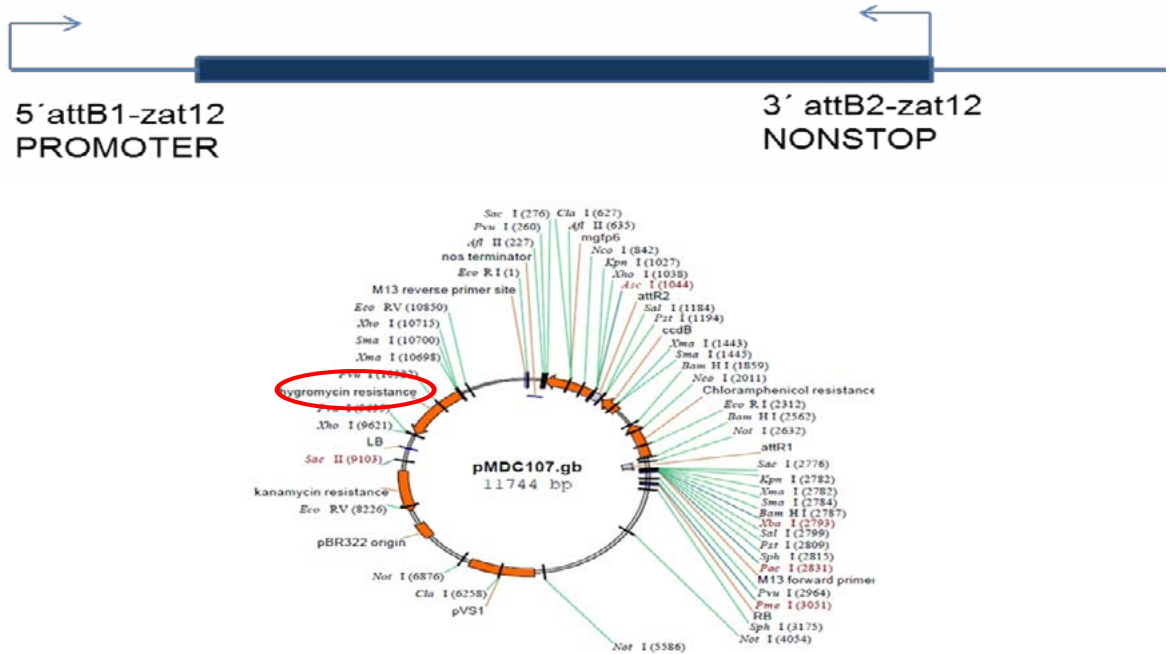 5´attB1-zat12
PROMOTER
3´ attB2-zat12
NONSTOP
Sac I (276)
Pvu I (260)
Afl II (227)
nos terminator
Eco R I (1)
M13 reverse primer site
Eco RV (10850)
Xho I (10715)
Sma I (10700)
Xma I (10698)
hygromycin resistance
Xho I (9621)
LB
Sac II (9103)
kanamycin resistance
Eco RV (8226)
pBR322 origin
Not I (6876)
Cla I (6258)
pVS1
Cla I (627)
Afl II (635)
mgfp6
Nco I (842)
Kpn I (1027)
Xho I (1038)
Asc I (1044)
attR2
Sal I (1184)
Pst I (1194)
ccdB
Xma I (1443)
Sma I (1445)
Bam H I (1859)
Nco I (2011)
Chloramphenicol resistance
Eco R I (2312)
Bam H I (2562)
Not I (2632)
attR1
Sac I (2776)
Kpn I (2782)
Xma I (2782)
Sma I (2784)
Bam H I (2787)
Xba I (2793)
Sal I (2799)
Pst I (2809)
Sph I (2815)
Pac I (2831)
M13 forward primer
Pvu I (2964)
Pme I (3051)
RB
Sph I (3175)
Not I (4054)
Not I (5586)
pMDC107.gb
11744 bp